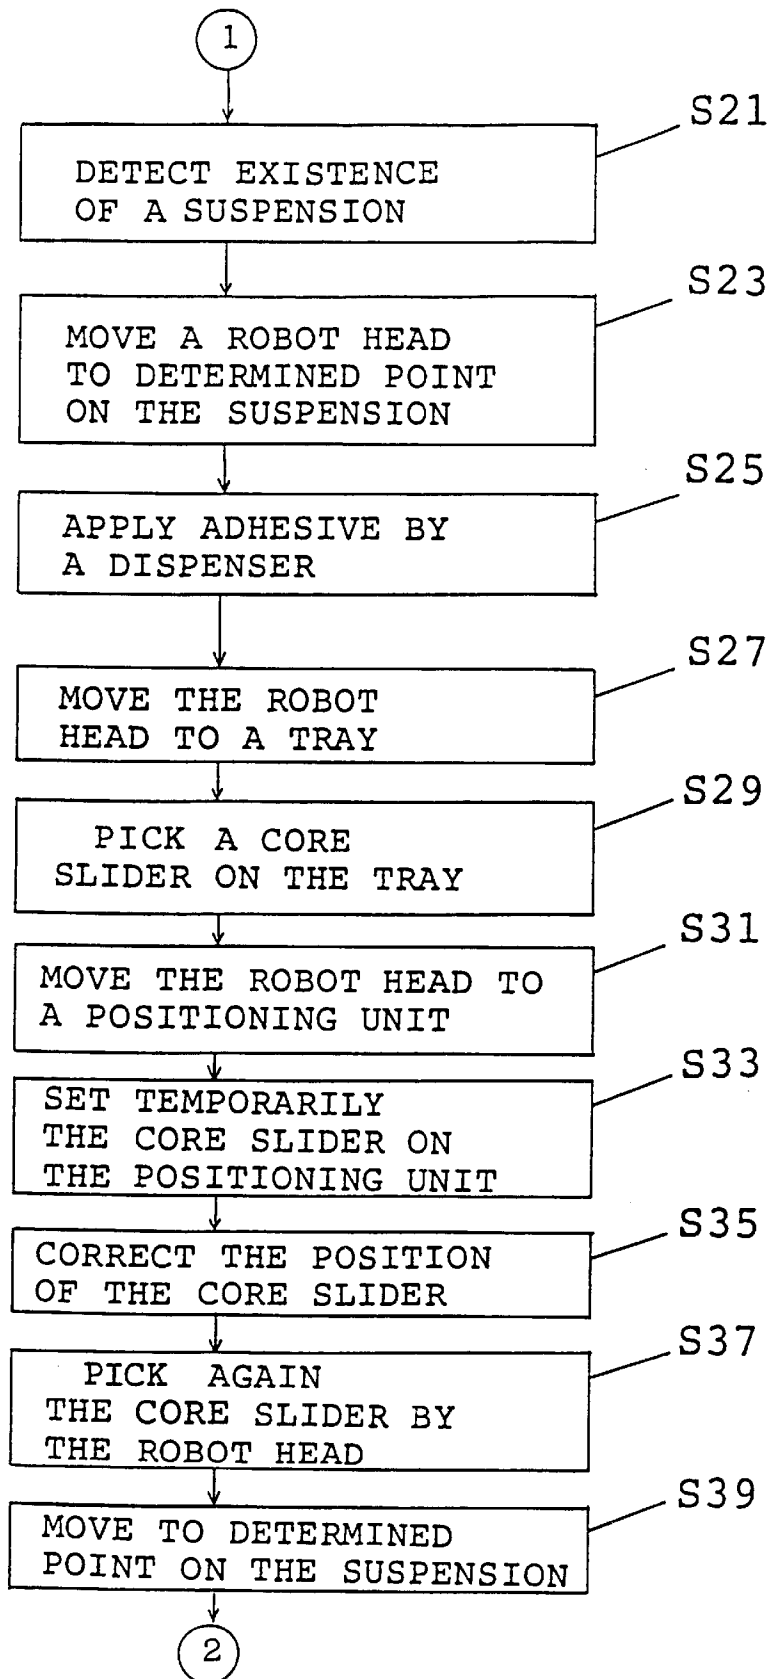 1
S21
DETECT EXISTENCE
OF A SUSPENSION
S23
MOVE A ROBOT HEAD
TO DETERMINED POINT
ON THE SUSPENSION
S25
APPLY ADHESIVE BY
A DISPENSER
S27
MOVE THE ROBOT
HEAD TO A TRAY
S29
PICK A CORE
SLIDER ON THE TRAY
S31
MOVE THE ROBOT HEAD TO
A POSITIONING UNIT
S33
SET TEMPORARILY
THE CORE SLIDER ON
THE POSITIONING UNIT
S35
CORRECT THE POSITION
OF THE CORE SLIDER
S37
PICK AGAIN
THE CORE SLIDER BY
THE ROBOT HEAD
S39
MOVE TO DETERMINED
POINT ON THE SUSPENSION
2